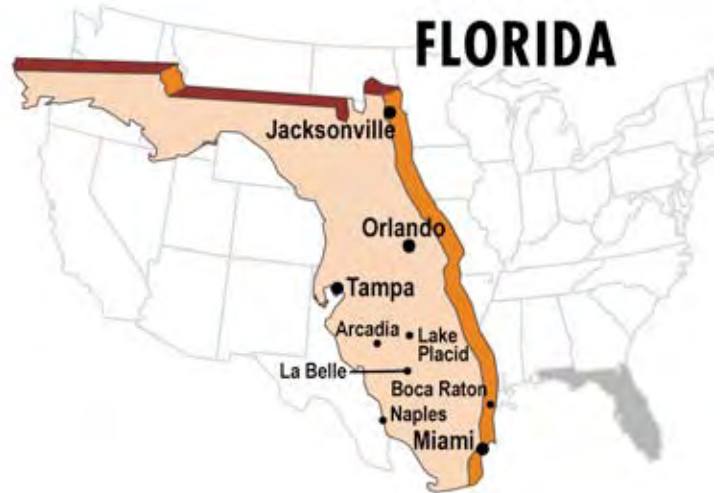 FLORIDA
Jacksonville
Orlando
Tampa
Arcadia
Lake
Placid
La Belle
Boca Raton
Naples
Miami